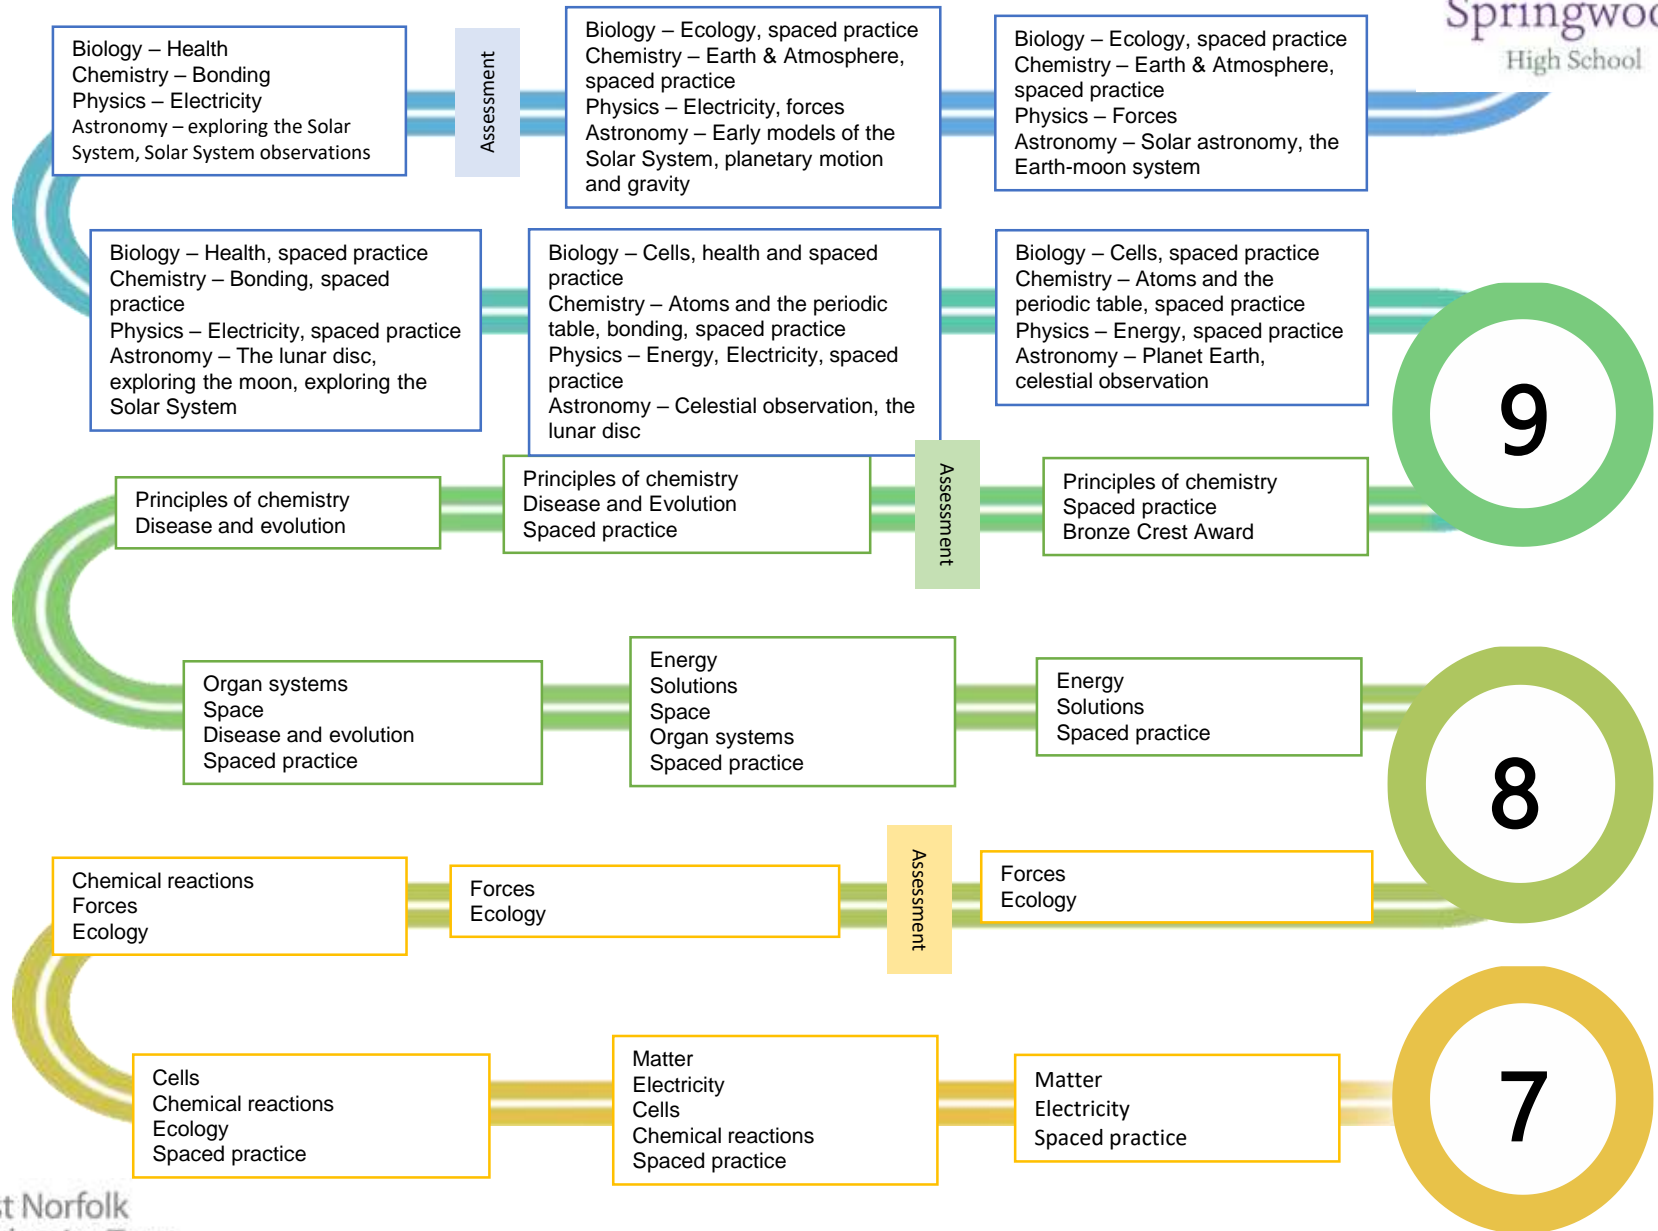 Springwoo
High School
Biology – Health
Chemistry – Bonding
Physics – Electricity
Astronomy – exploring the Solar
System, Solar System observations
Assessment
Biology – Ecology, spaced practice
Chemistry – Earth & Atmosphere,
spaced practice
Physics – Electricity, forces
Astronomy – Early models of the
Solar System, planetary motion
and gravity
Biology – Ecology, spaced practice
Chemistry – Earth & Atmosphere,
spaced practice
Physics – Forces
Astronomy – Solar astronomy, the
Earth-moon system
Biology – Health, spaced practice
Chemistry – Bonding, spaced
practice
Physics – Electricity, spaced practice
Astronomy – The lunar disc,
exploring the moon, exploring the
Solar System
Biology – Cells, health and spaced
practice
Chemistry – Atoms and the periodic
table, bonding, spaced practice
Physics – Energy, Electricity, spaced
practice
Astronomy – Celestial observation, the
lunar disc
Biology – Cells, spaced practice
Chemistry – Atoms and the
periodic table, spaced practice
Physics – Energy, spaced practice
Astronomy – Planet Earth,
celestial observation
9
Principles of chemistry
Disease and evolution
Principles of chemistry
Disease and Evolution
Spaced practice
Assessment
Principles of chemistry
Spaced practice
Bronze Crest Award
Organ systems
Space
Disease and evolution
Spaced practice
Energy
Solutions
Space
Organ systems
Spaced practice
Energy
Solutions
Spaced practice
8
Chemical reactions
Forces
Ecology
Forces
Ecology
Assessment
Forces
Ecology
Cells
Chemical reactions
Ecology
Spaced practice
Matter
Electricity
Cells
Chemical reactions
Spaced practice
Matter
Electricity
Spaced practice
7
st Norfolk